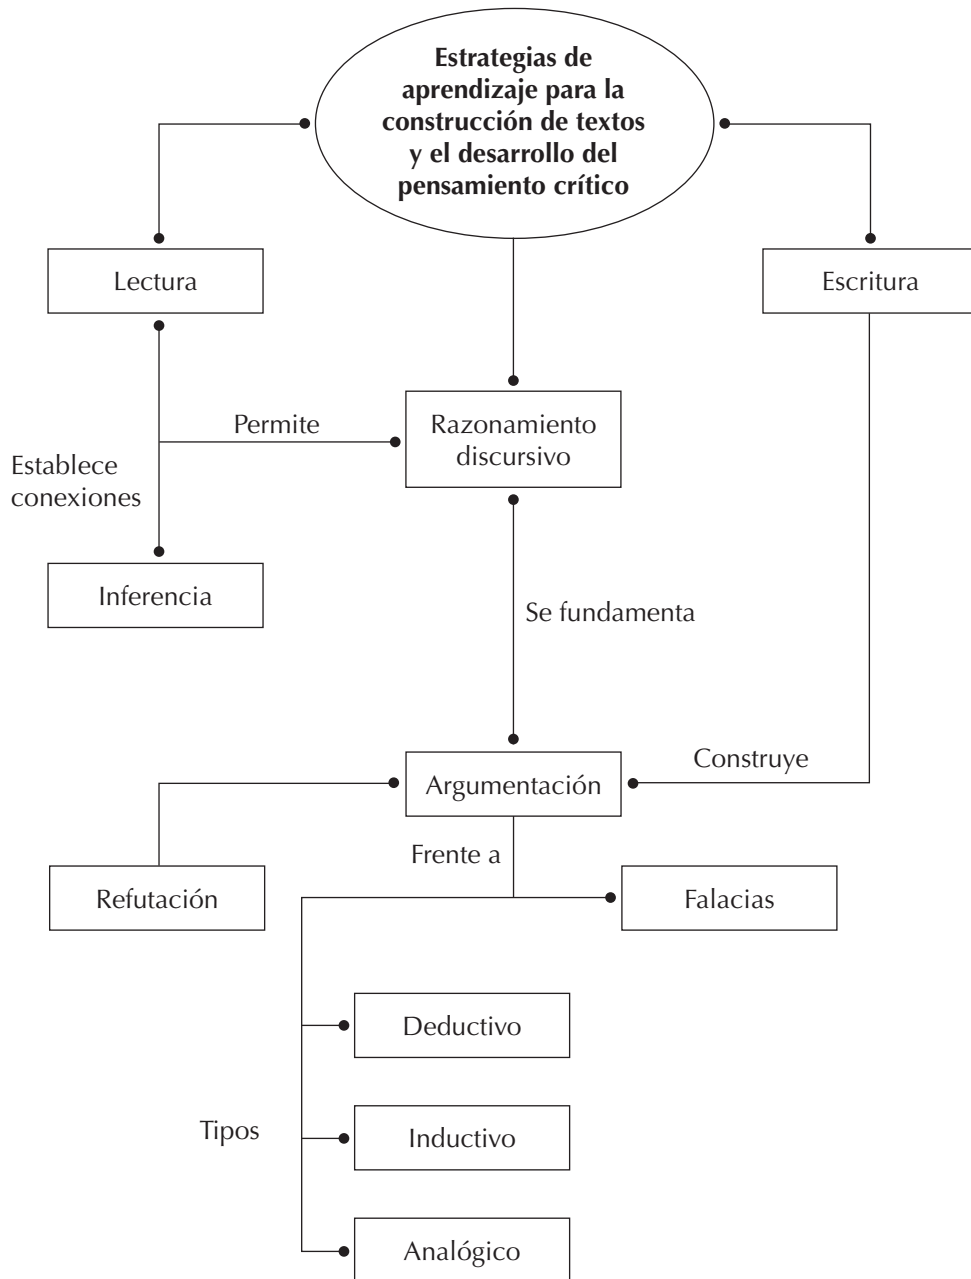 Estrategias de
aprendizaje para la
construcción de textos
y el desarrollo del
pensamiento crítico
Lectura
Escritura
Permite
Razonamiento
discursivo
Establece
conexiones
Inferencia
Se fundamenta
Construye
Argumentación
Frente a
Refutación
Falacias
Deductivo
Tipos
Inductivo
Analógico